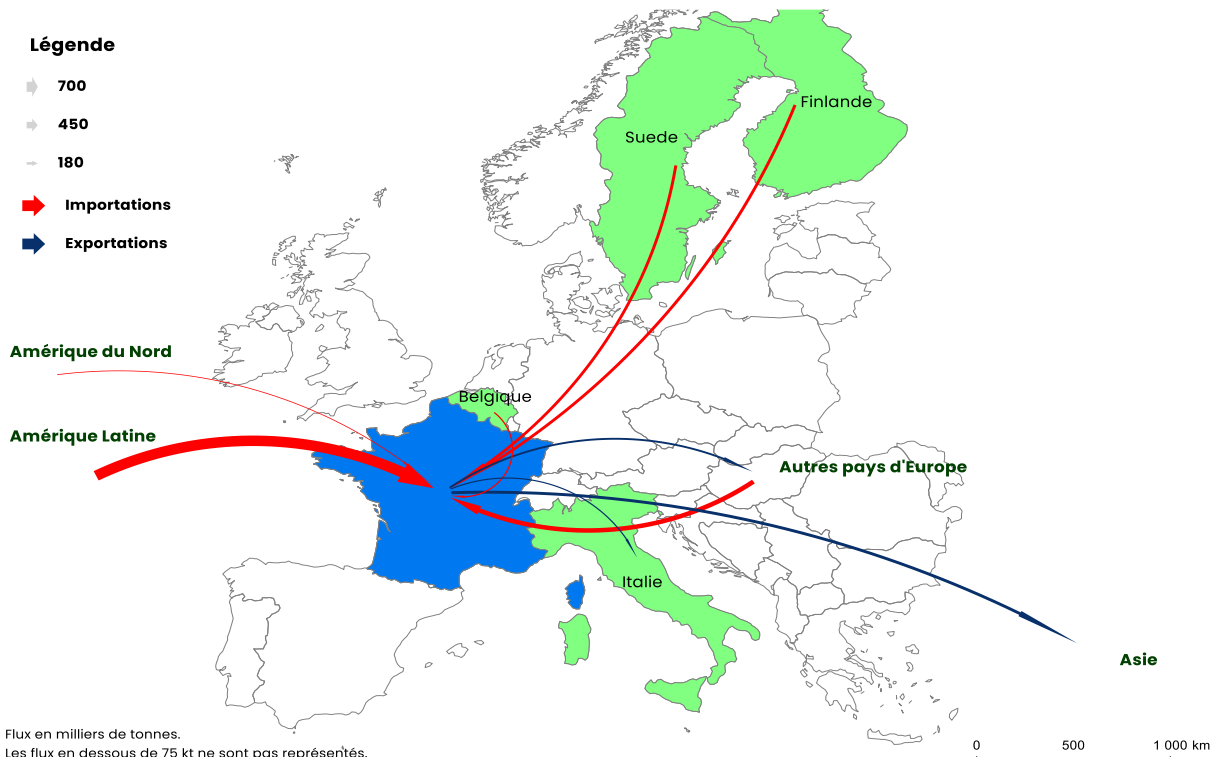 Légende
700
450
180
Importations
Exportations
Finlande
Suede
Amérique du Nord
Belgique
Amérique Latine
Autres pays d'Europe
Italie
Asie
Flux en milliers de tonnes.
Les flux en dessous de 75 kt ne sont pas représentés.
0 500 1 000 km